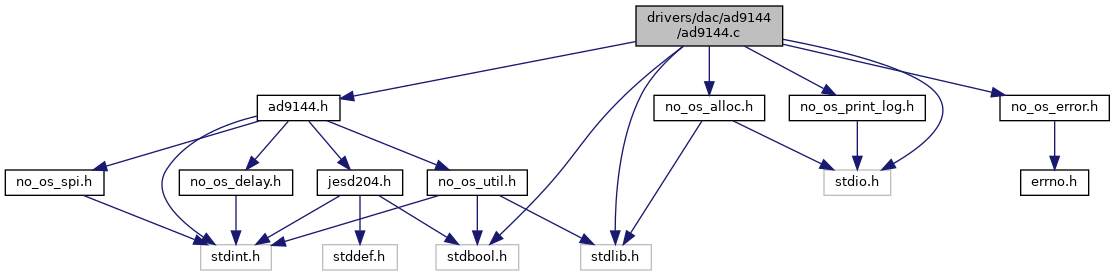 drivers/dac/ad9144
/ad9144.c
ad9144.h
no_os_alloc.h
no_os_print_log.h
no_os_error.h
no_os_spi.h
no_os_delay.h
jesd204.h
no_os_util.h
stdio.h
errno.h
stdint.h
stddef.h
stdbool.h
stdlib.h